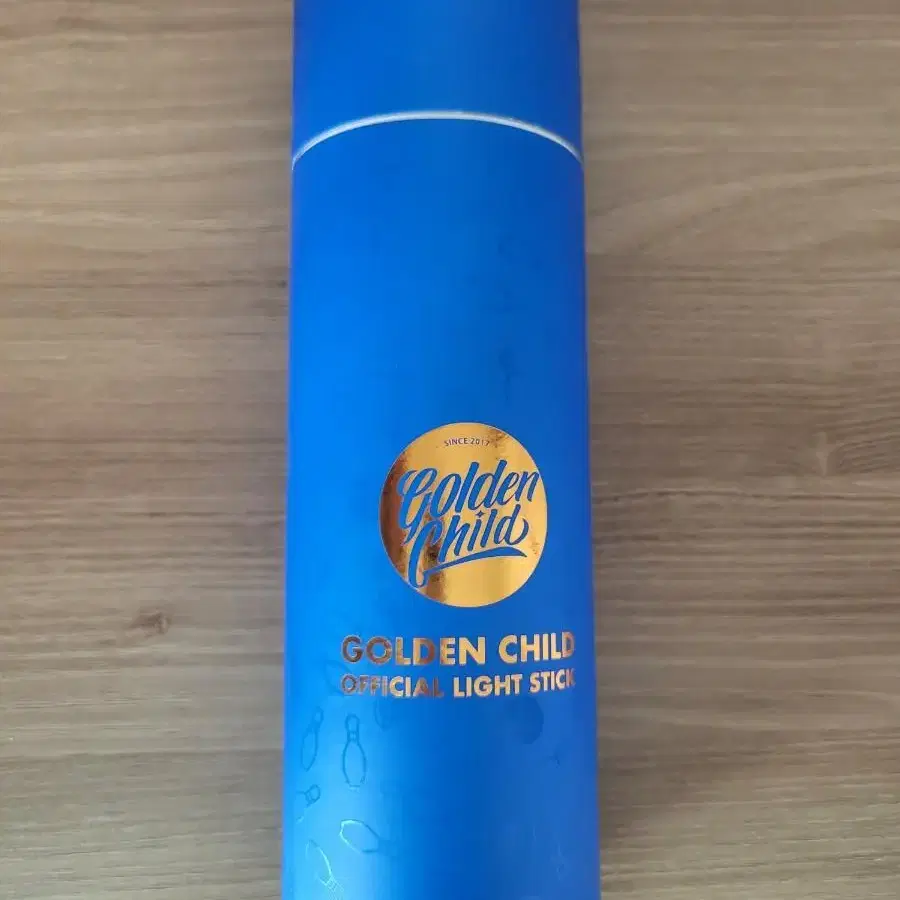 SINCE 2017
Golden
Child
GOLDEN CHILD
OFFICIAL LIGHT STICK